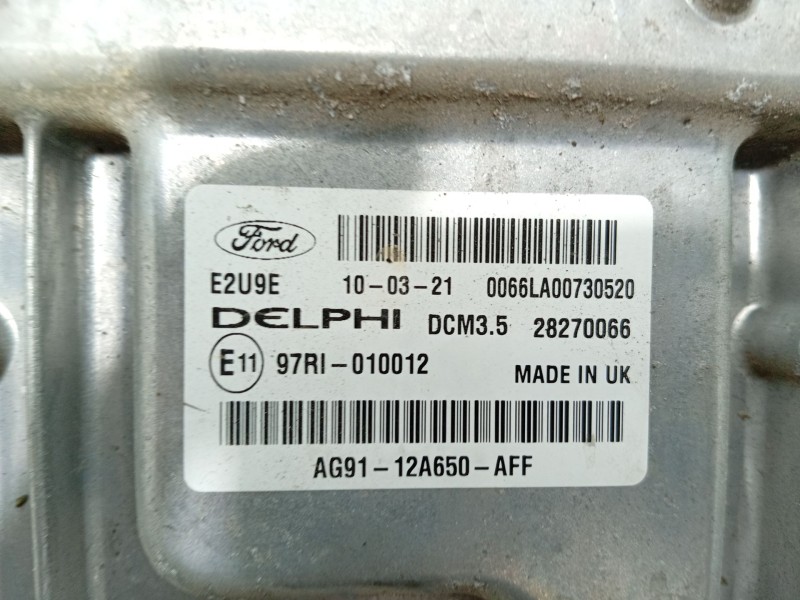 Ford
E2U9E 10-03-21 0066LA00730520
DELPHI DCM3.5 28270066
E11 97RI-010012 MADE IN UK
AG91-12A650-AFF